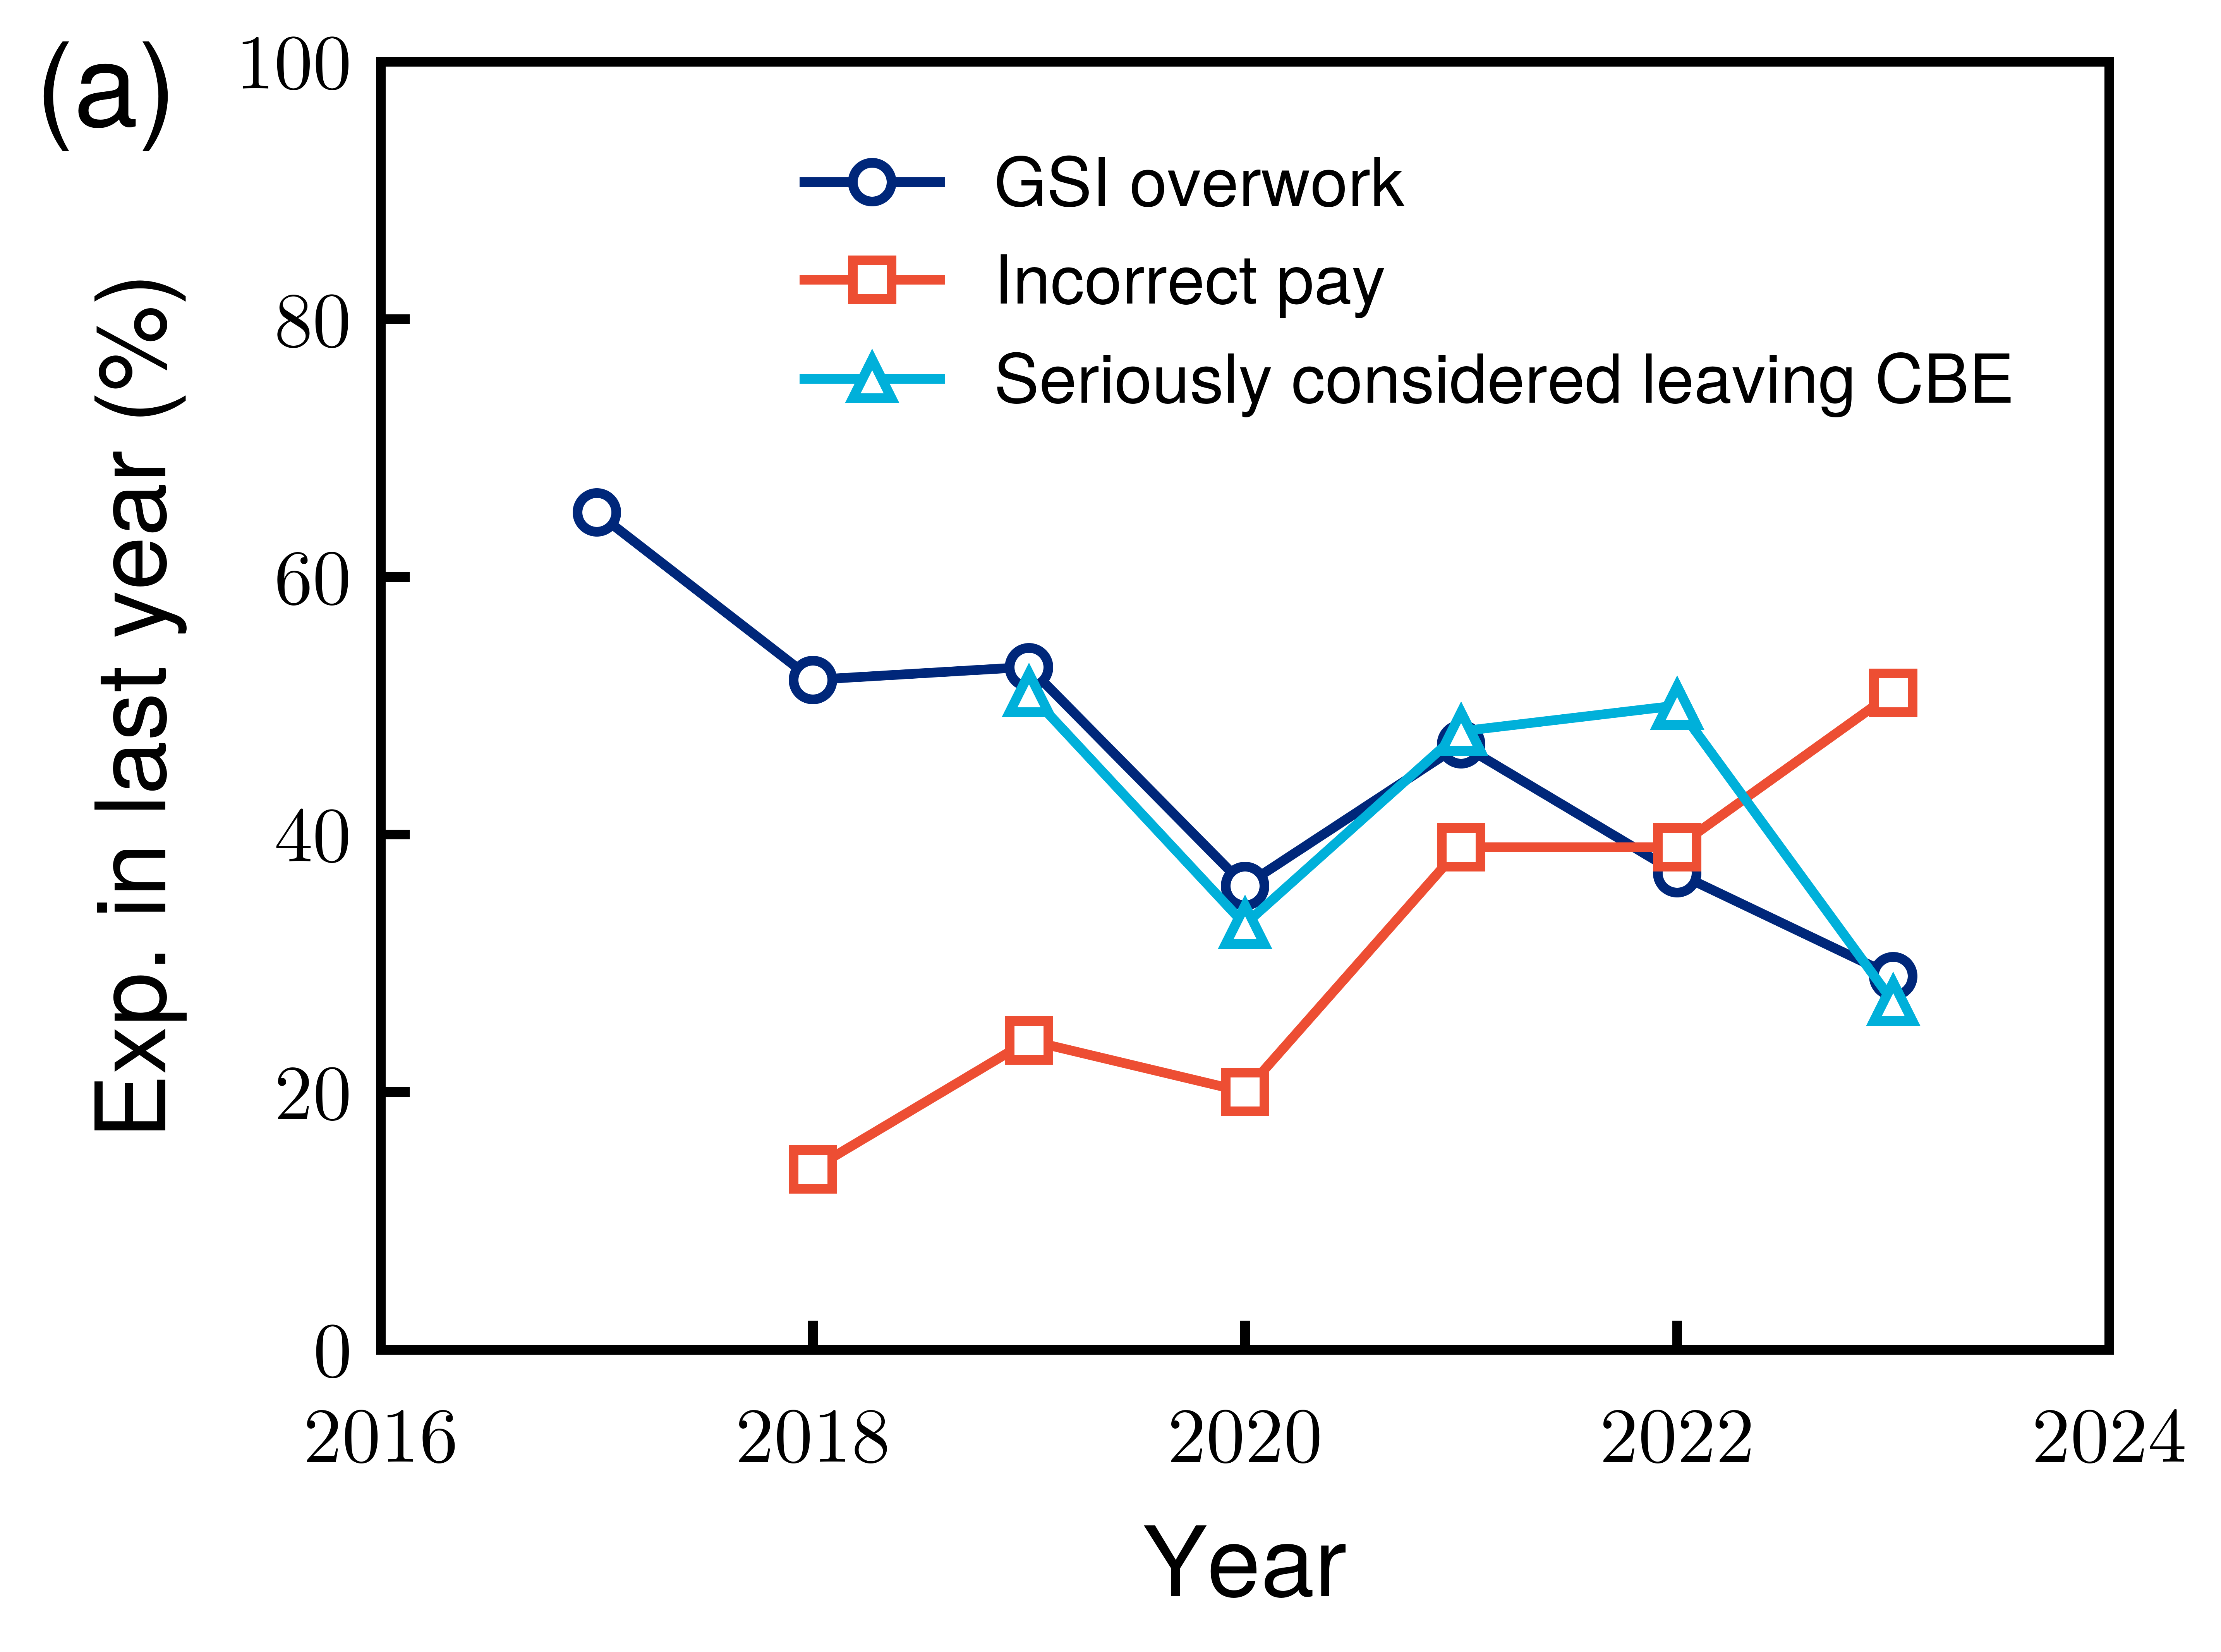 (a)
100
80
60
40
20
0
Exp. in last year (%)
GSI overwork
Incorrect pay
Seriously considered leaving CBE
2016 2018 2020 2022 2024
Year